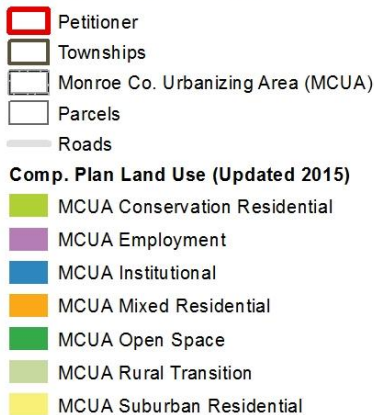 Petitioner
Townships
Monroe Co. Urbanizing Area (MCUA)
Parcels
Roads
Comp. Plan Land Use (Updated 2015)
MCUA Conservation Residential
MCUA Employment
MCUA Institutional
MCUA Mixed Residential
MCUA Open Space
MCUA Rural Transition
MCUA Suburban Residential